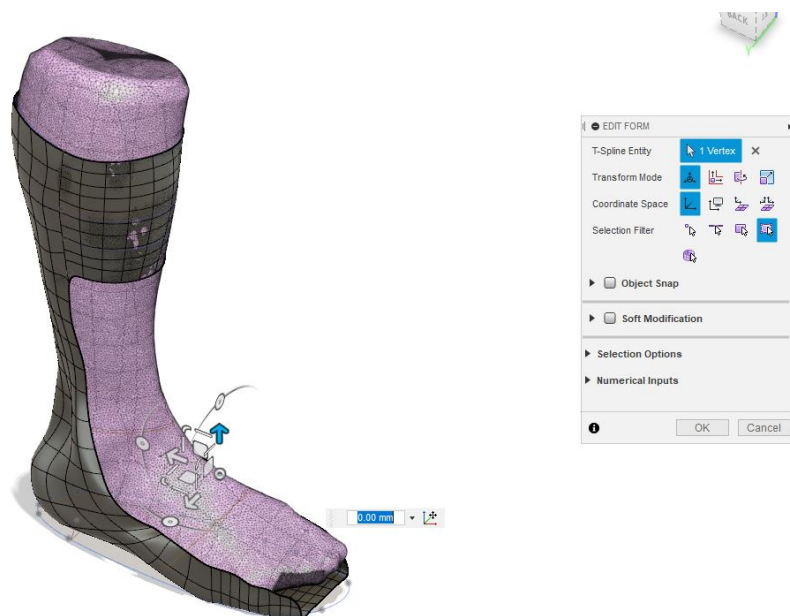 BACK
EDIT FORM
T-Spline Entity 1 Vertex
Transform Mode
Coordinate Space
Selection Filter
Object Snap
Soft Modification
Selection Options
Numerical Inputs
OK Cancel
0.00 mm